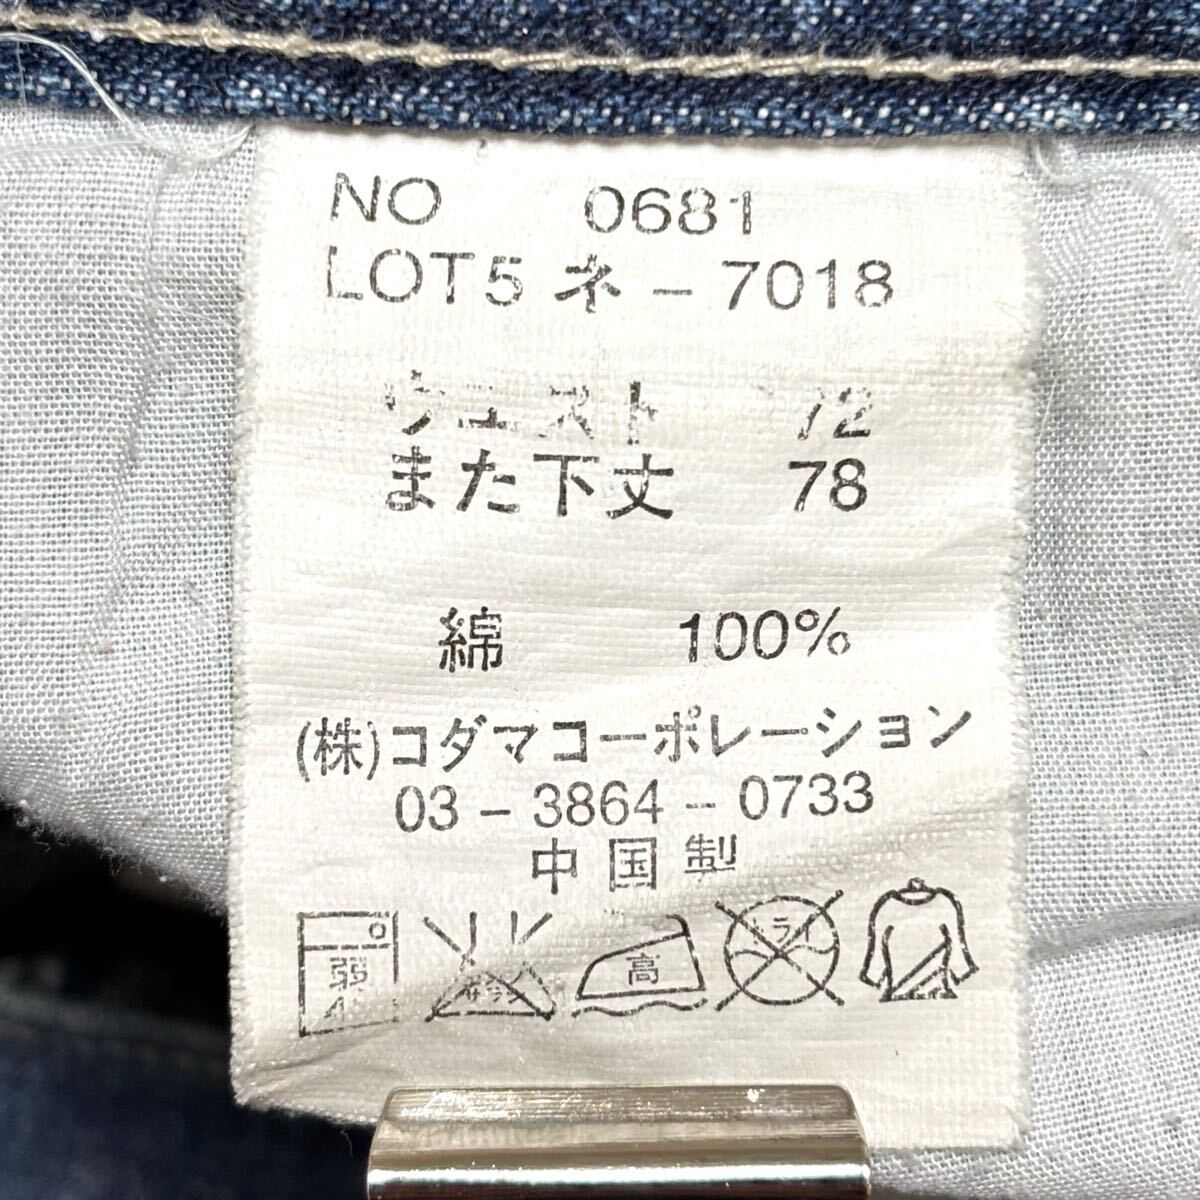 NO 0681
LOT5 ネ - 7018
ウエスト 72
また下丈 78
綿 100%
(株)コダマコーポレーション
03 - 3864 - 0733
中国製
弱
高